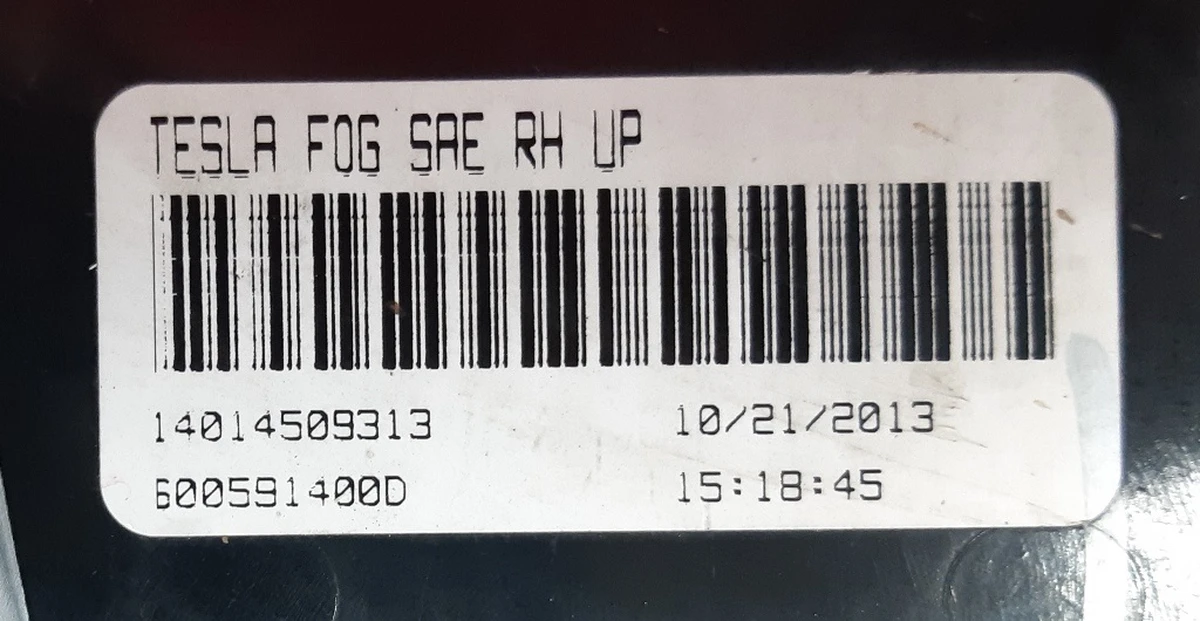 TESLA FOG SAE RH UP
14014509313
10/21/2013
600591400D
15:18:45